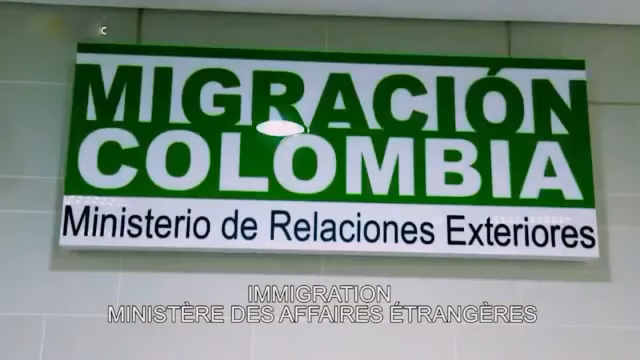 MIGRACIÓN
COLOMBIA
Ministerio de Relaciones Exteriores
IMMIGRATION
MINISTÈRE DES AFFAIRES ÉTRANGÈRES